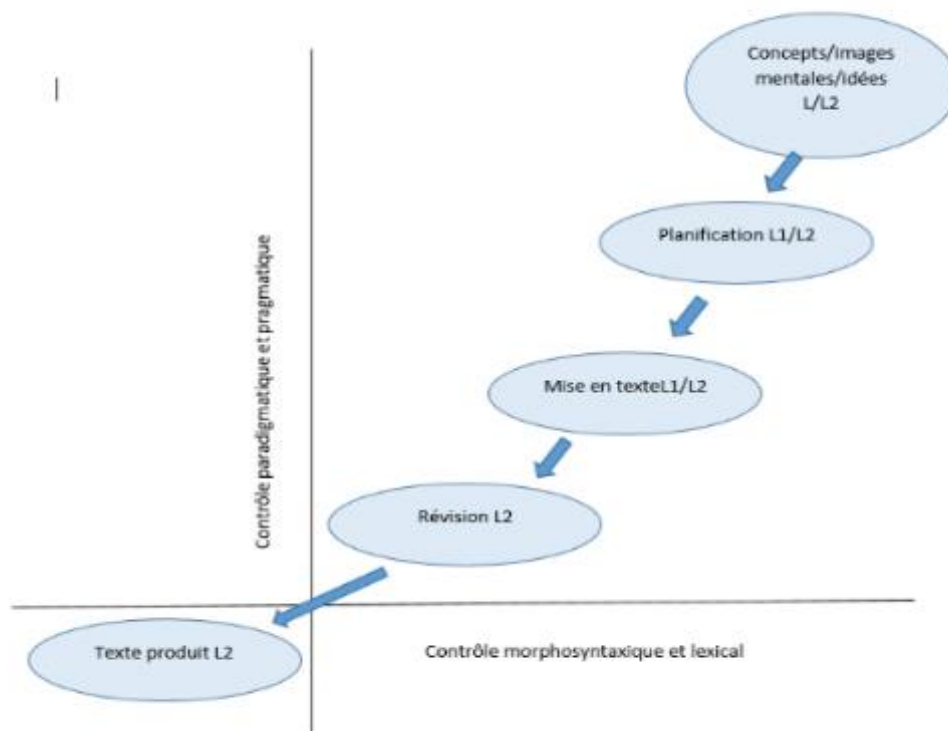 Concepts/Images
mentales/idées
L/L2
Planification L1/L2
Contrôle paradigmatique et pragmatique
Mise en texteL1/L2
Révision L2
Texte produit L2
Contrôle morphosyntaxique et lexical